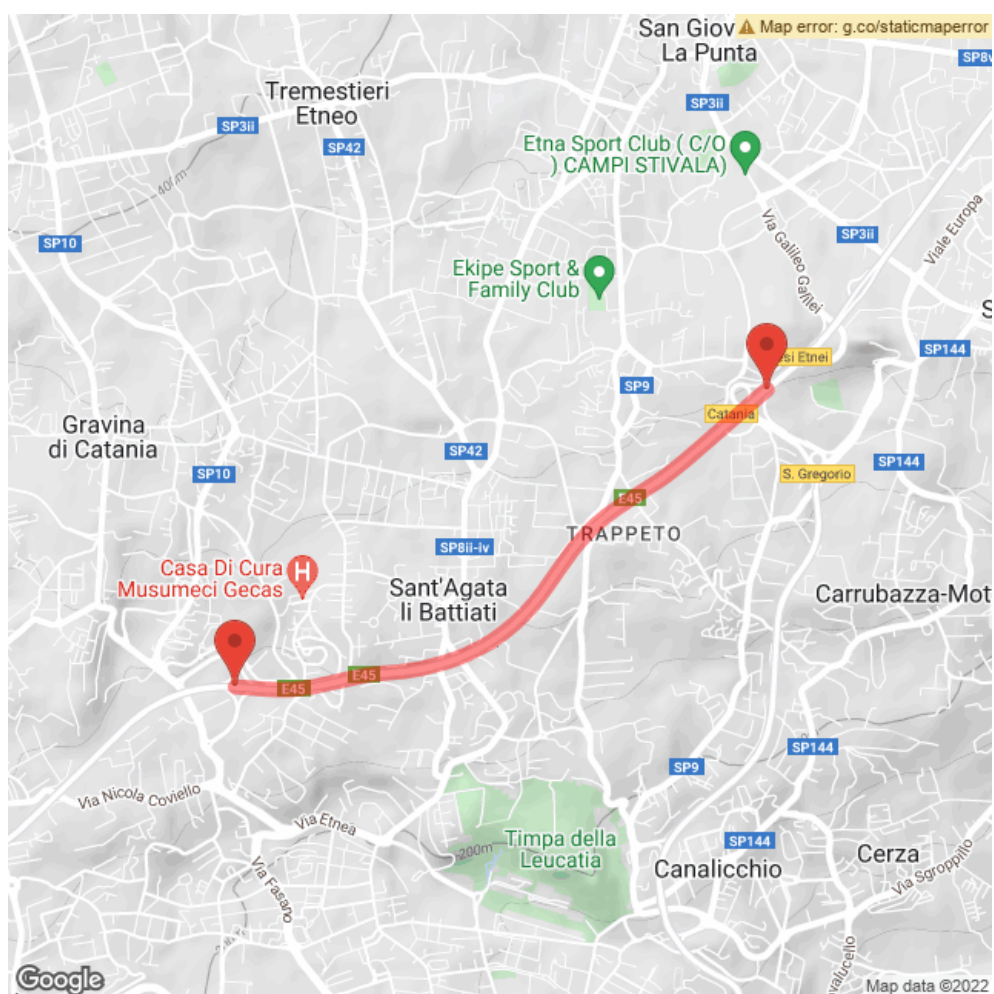 San Giov
La Punta
⚠ Map error: g.co/staticmaperror
SP8v
Tremestieri
Etneo
SP3ii
SP3ii
SP42
Etna Sport Club ( C/O
) CAMPI STIVALA)
400m
Via Galileo Galilei
Viale Europa
SP3ii
SP10
Ekipe Sport &
Family Club
S
esi Etnei
SP144
SP9
Catania
Gravina
di Catania
SP42
SP144
SP10
S. Gregorio
E45
TRAPPETO
SP8ii-iv
Casa Di Cura
H
Musumeci Gecas
Sant'Agata
li Battiati
Carrubazza-Mot
E45
E45
SP144
SP9
Via Nicola Coviello
Via Etnea
Timpa della
Leucatia
200m
SP144
Canalicchio
Cerza
Via Sgroppillo
Via Fasano
valucello
Google
Map data ©2022